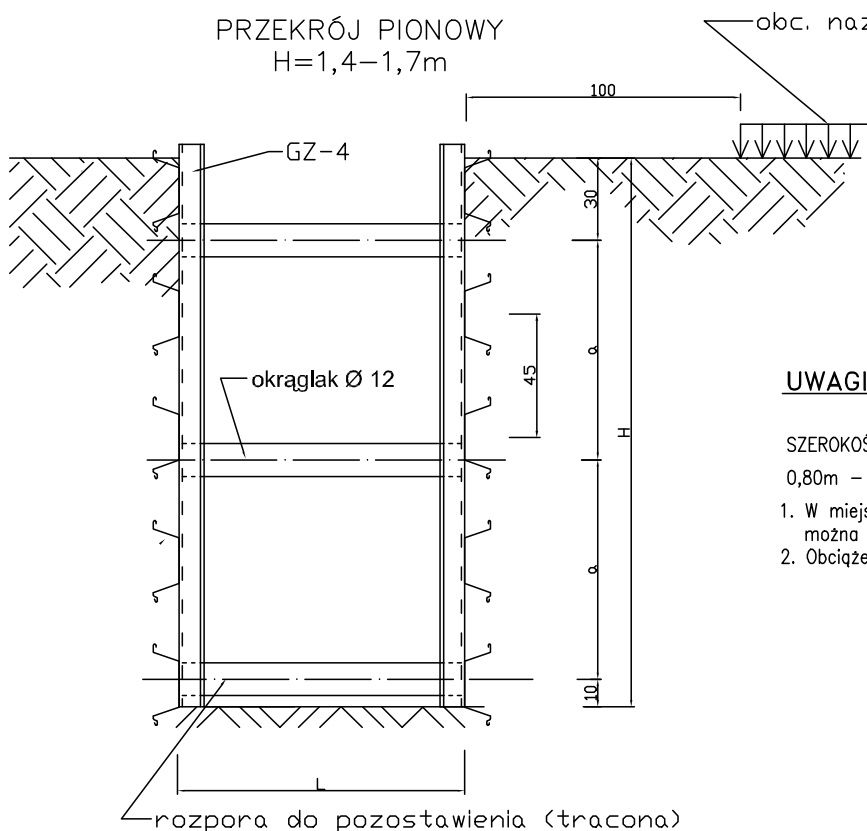 PRZEKRÓJ PIONOWY
H=1,4–1,7m
obc. naz
100
GZ-4
30
a
45
okrąglak Ø 12
H
UWAGI
SZEROKOŚ
0,80m –
1. W miejs
można
2. Obciąże
a
10
L
rozpora do pozostawienia (tracona)